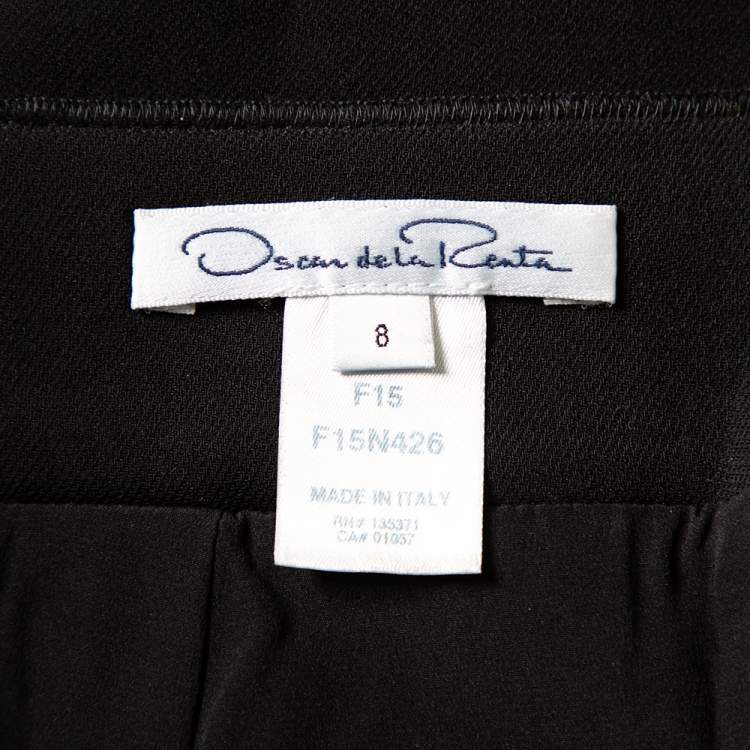 Oscar de la Renta
8
F15
F15N426
MADE IN ITALY
RN# 135371
CA# 01057